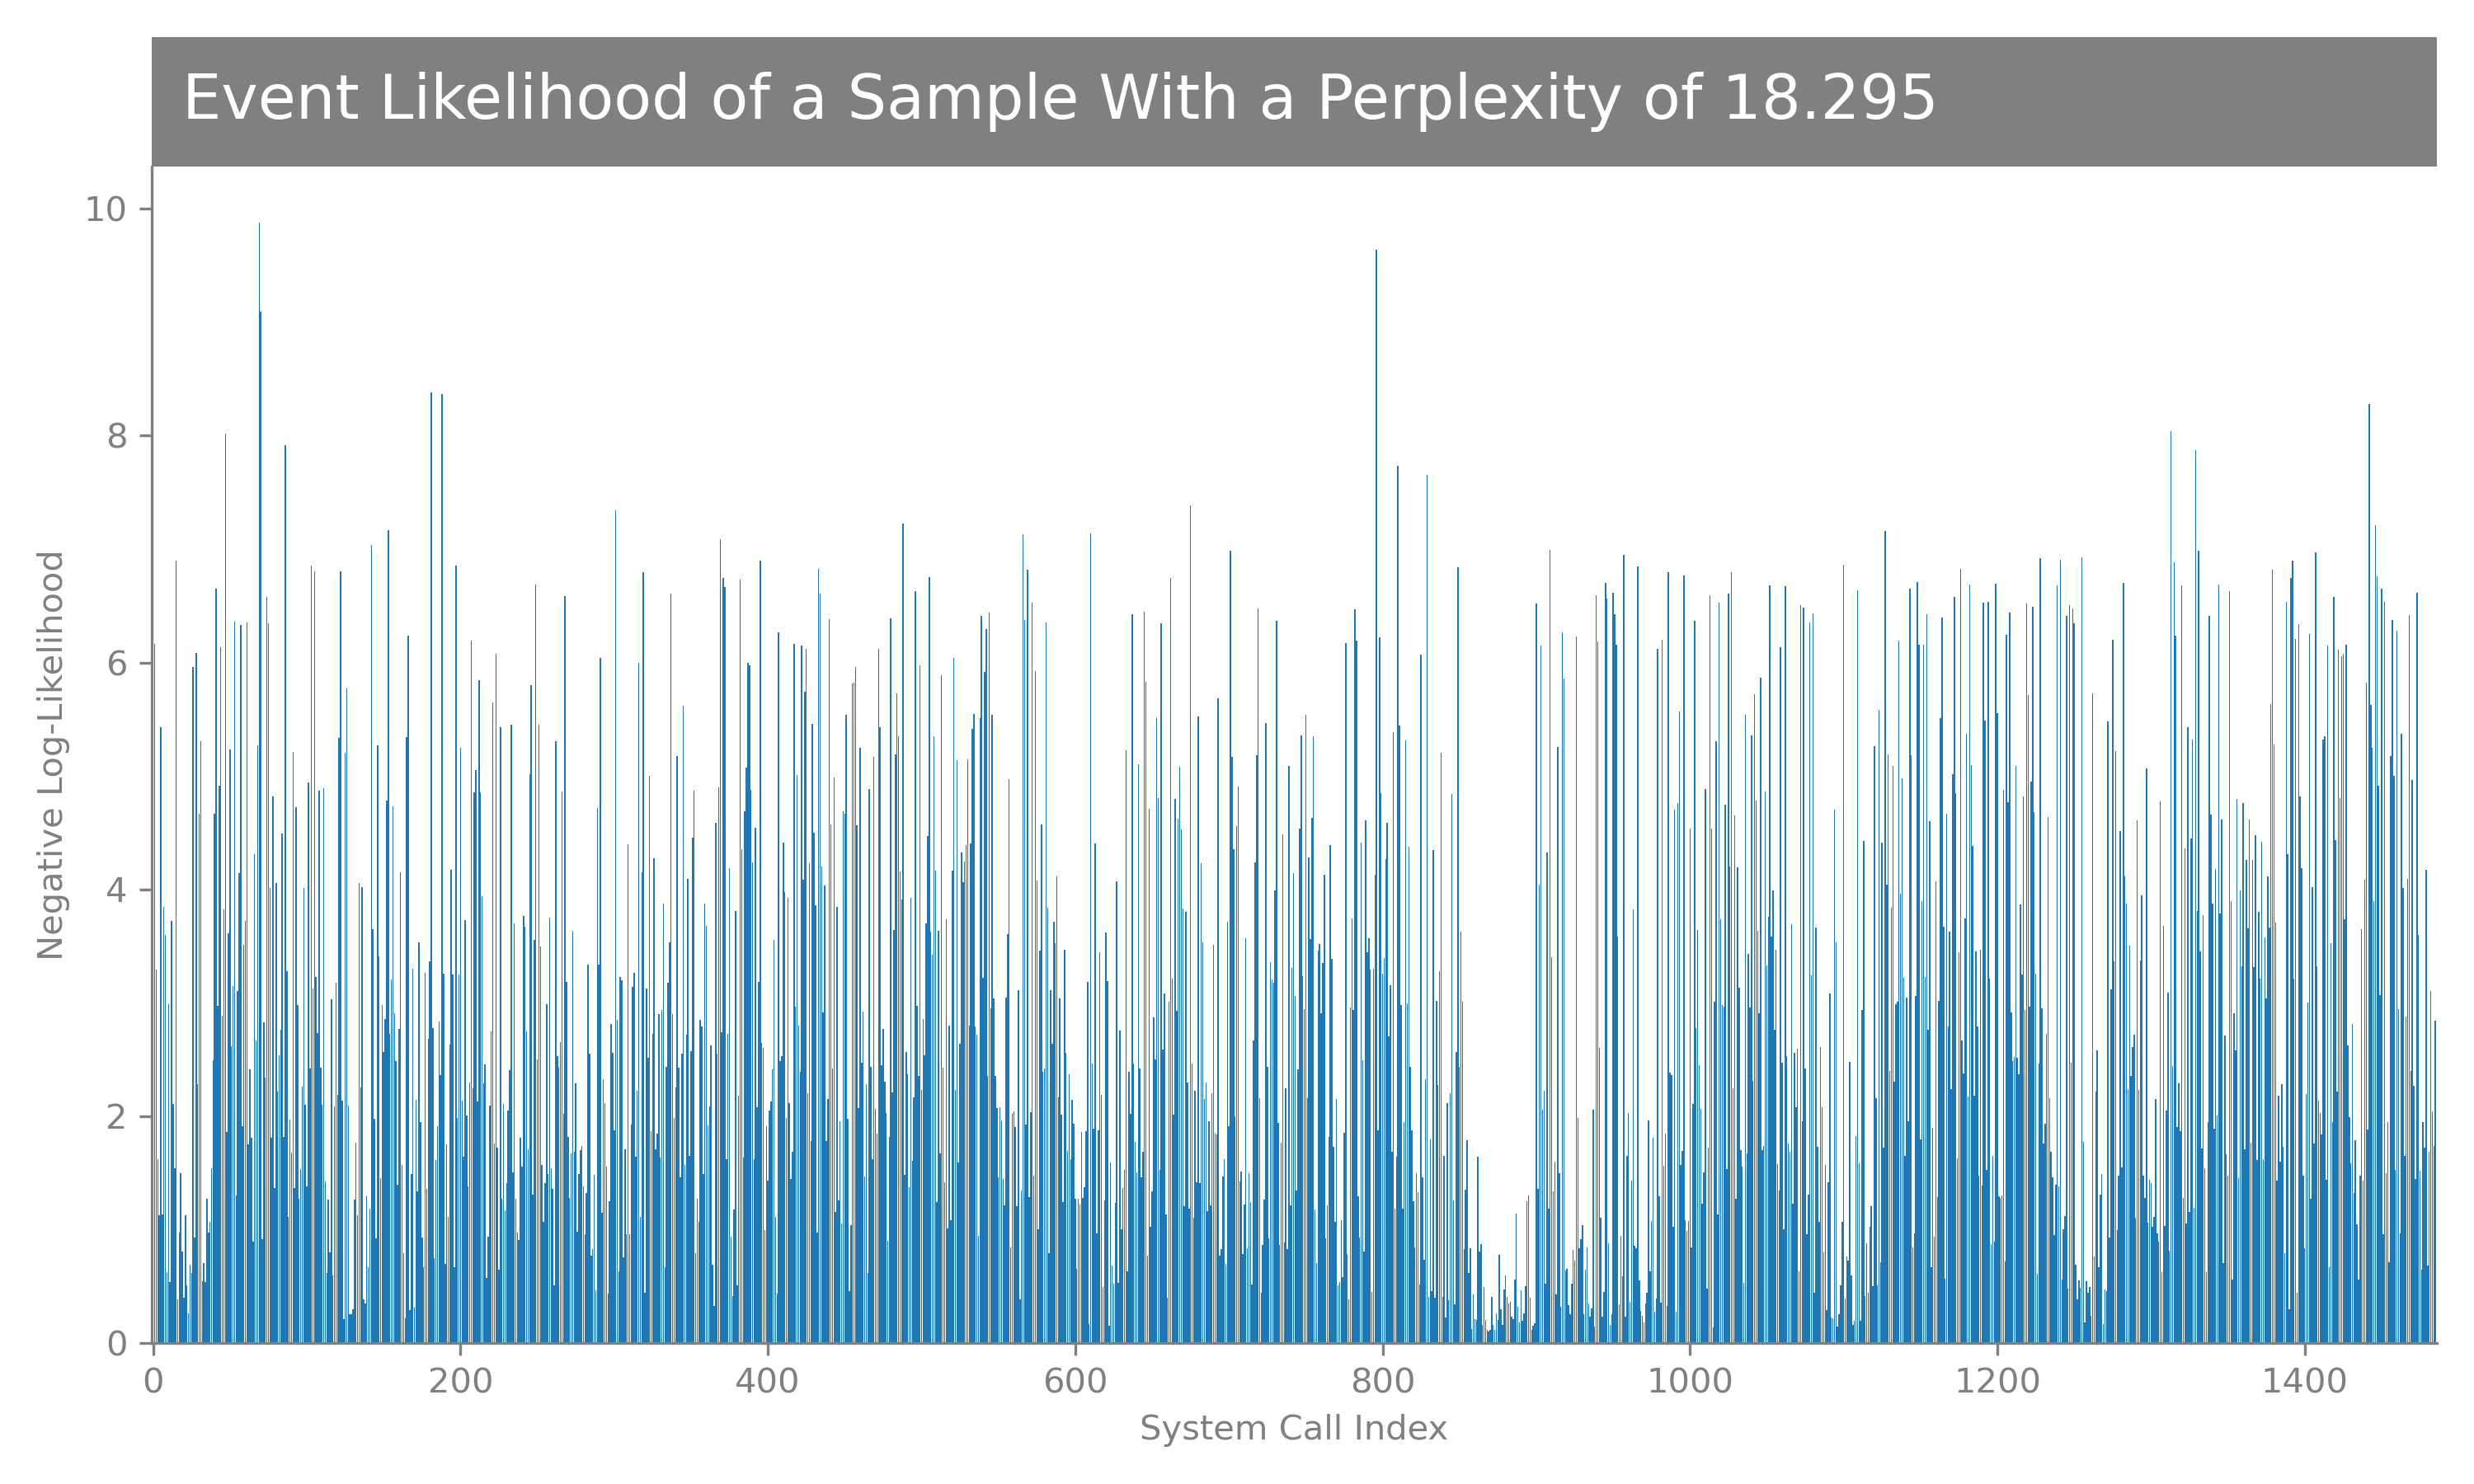 Event Likelihood of a Sample With a Perplexity of 18.295
10
8
6
4
2
0
Negative Log-Likelihood
0 200 400 600 800 1000 1200 1400
System Call Index